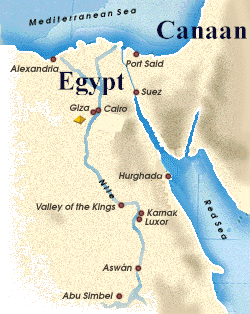 Mediterranean Sea
Canaan
Alexandria
Port Said
Egypt
Suez
Giza
Cairo
Hurghada
Nile
Valley of the Kings
Karnak
Luxor
Red Sea
Aswan
Abu Simbel